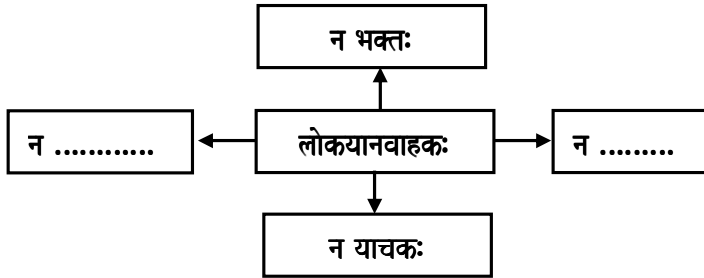 न भक्तः
न ............
लोकयानवाहकः
न .........
न याचकः